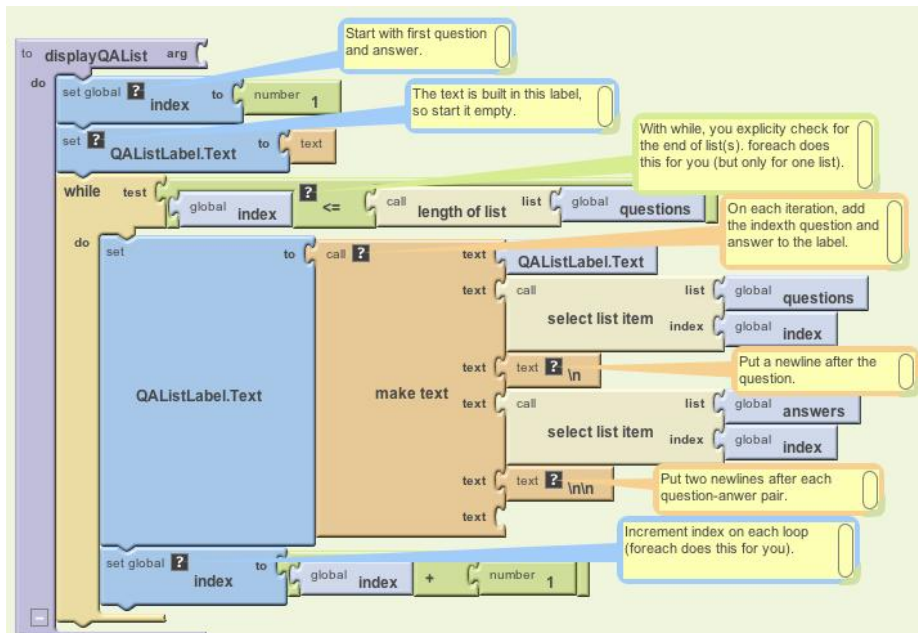 Start with first question
and answer.
to displayQAList arg
do
set global ? index to number 1
The text is built in this label,
so start it empty.
set ? QAListLabel.Text to text
With while, you explicity check for
the end of list(s). foreach does
this for you (but only for one list).
while test global index ? <= call length of list list global questions
On each iteration, add
the indexth question and
answer to the label.
do
set QAListLabel.Text to call ? make text
text QAListLabel.Text
text call select list item list global questions
index global index
text text ? \n
Put a newline after the
question.
text call select list item list global answers
index global index
text text ? \n\n
Put two newlines after each
question-anwer pair.
text
Increment index on each loop
(foreach does this for you).
set global ? index to global index + number 1